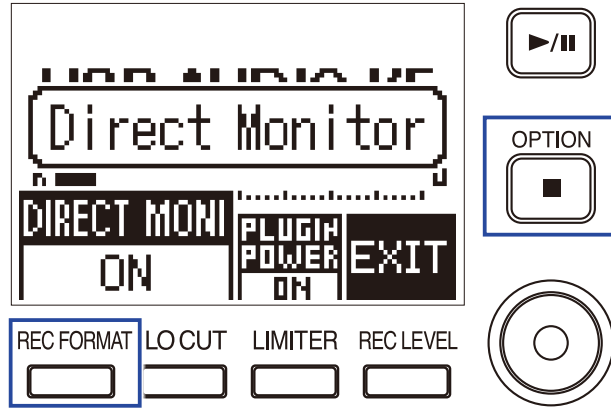 Direct Monitor
DIRECT MONI
ON
PLUGIN
POWER
ON
EXIT
OPTION
REC FORMAT
LO CUT
LIMITER
REC LEVEL